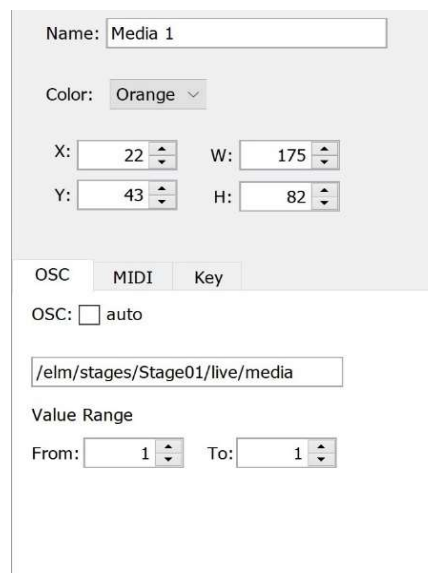 Name: Media 1
Color: Orange
X: 22 W: 175
Y: 43 H: 82
OSC MIDI Key
OSC: auto
/elm/stages/Stage01/live/media
Value Range
From: 1 To: 1